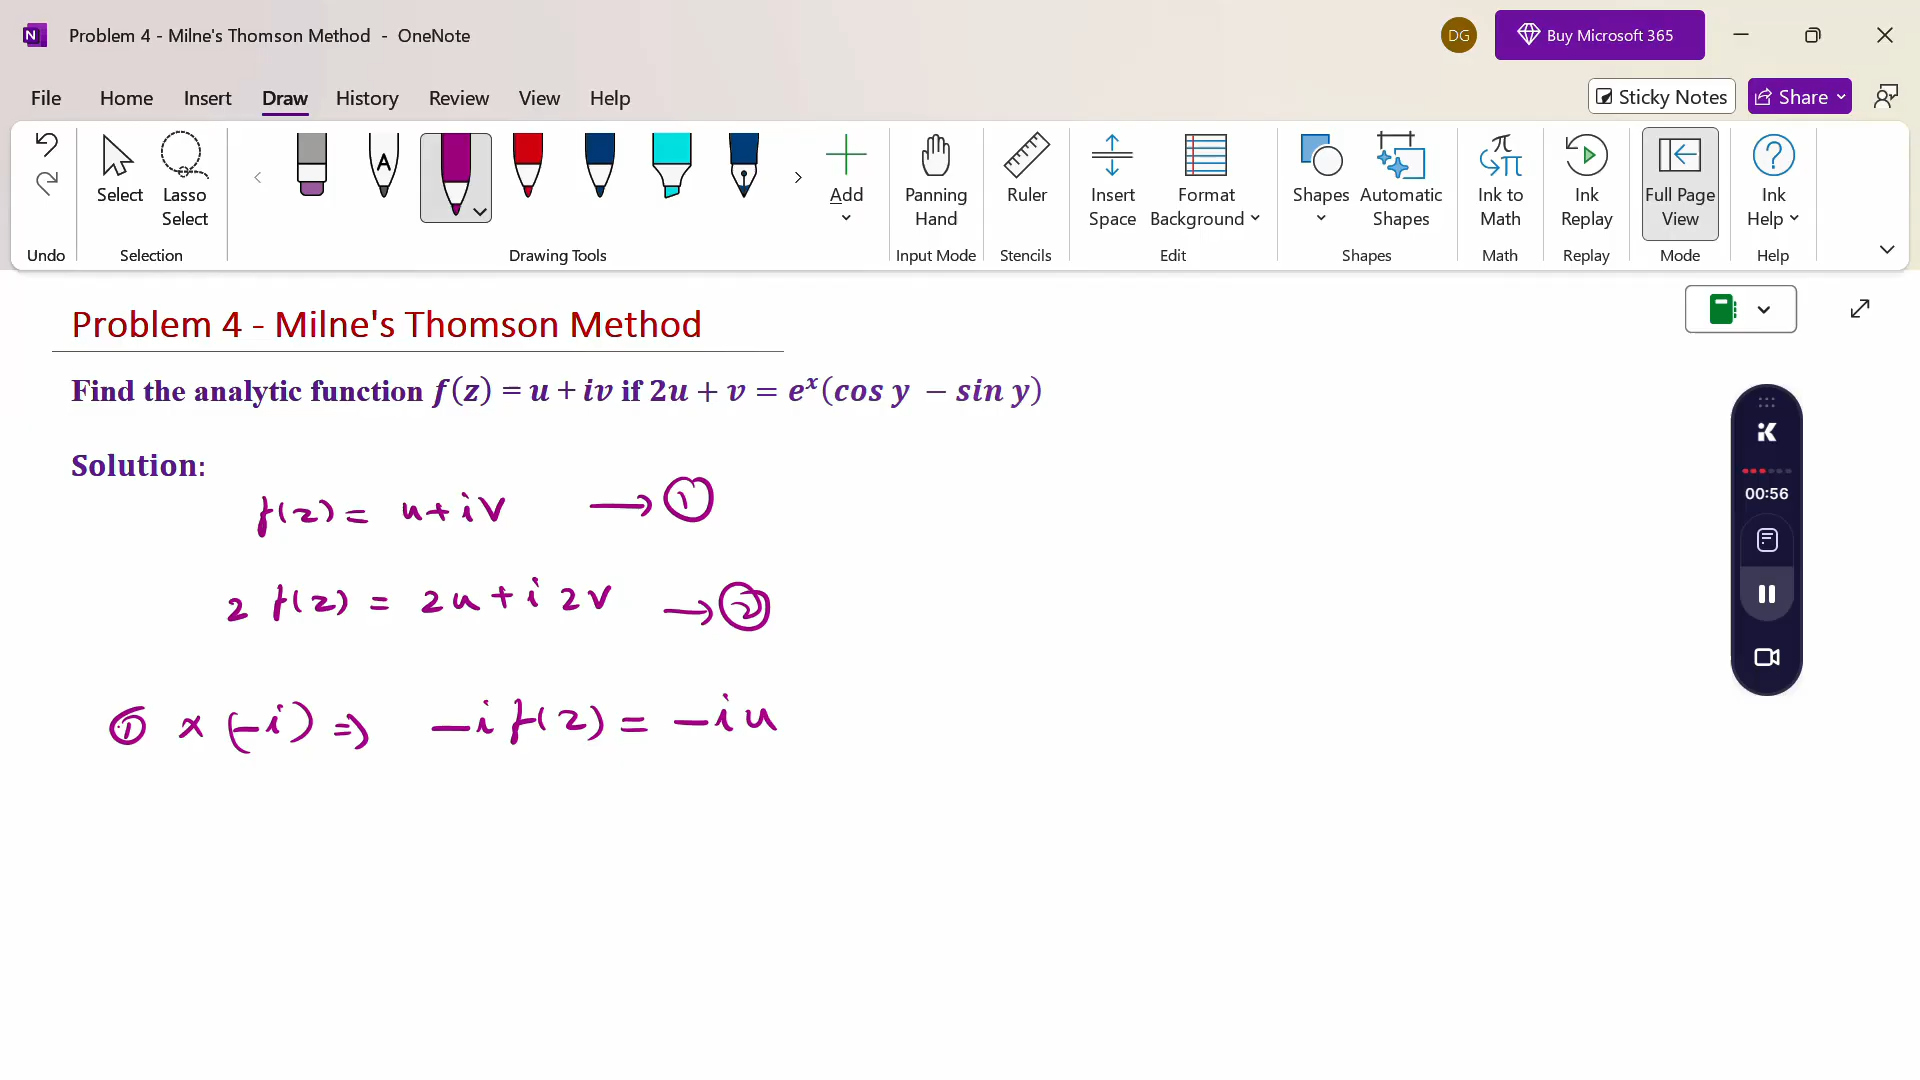 Problem 4 - Milne's Thomson Method - OneNote
DG
Buy Microsoft 365
File Home Insert Draw History Review View Help
Sticky Notes
Share
Select
Lasso Select
A
Add
Panning Hand
Ruler
Insert Space
Format Background
Shapes
Automatic Shapes
Ink to Math
Ink Replay
Full Page View
Ink Help
Undo
Selection
Drawing Tools
Input Mode
Stencils
Edit
Shapes
Math
Replay
Mode
Help
Problem 4 - Milne's Thomson Method
Find the analytic function f(z) = u + iv if 2u + v = eˣ(cos y − sin y)
Solution:
f(z) = u+iv → ①
2 f(z) = 2u+i 2v → ②
① × (-i) ⇒ -i f(z) = -i u
00:56